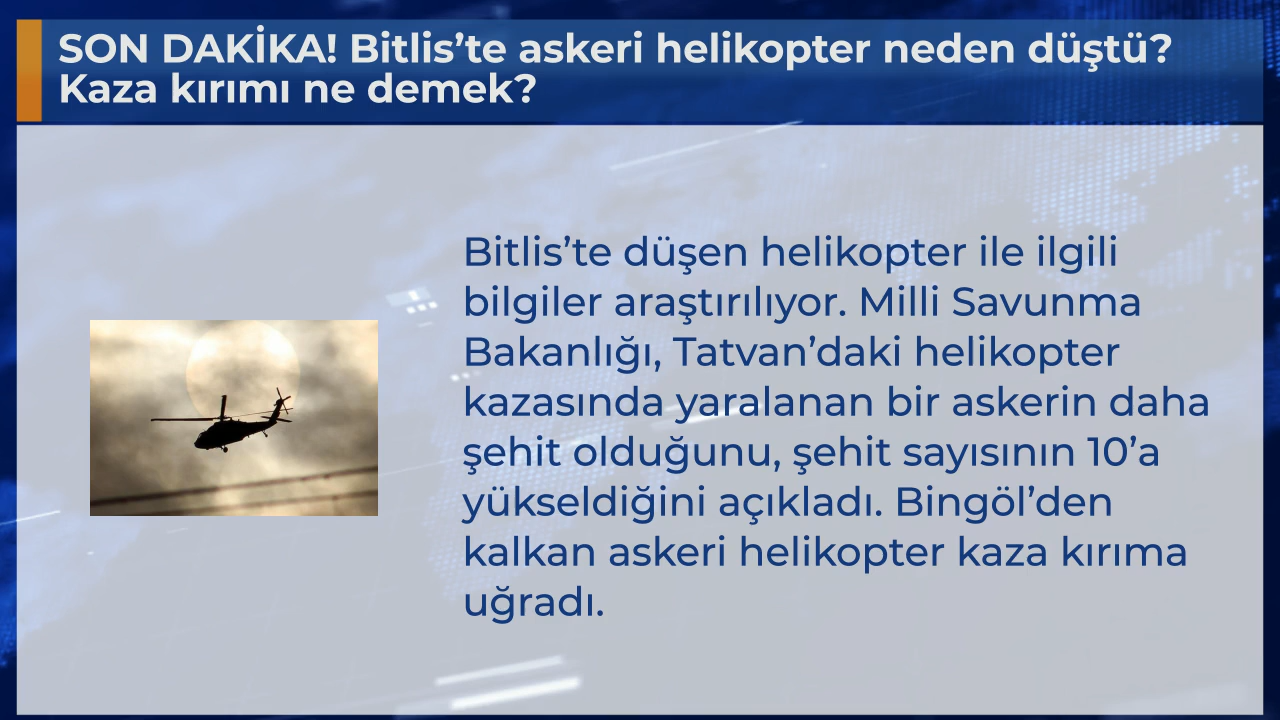 SON DAKİKA! Bitlis’te askeri helikopter neden düştü?
Kaza kırımı ne demek?
Bitlis’te düşen helikopter ile ilgili
bilgiler araştırılıyor. Milli Savunma
Bakanlığı, Tatvan’daki helikopter
kazasında yaralanan bir askerin daha
şehit olduğunu, şehit sayısının 10’a
yükseldiğini açıkladı. Bingöl’den
kalkan askeri helikopter kaza kırıma
uğradı.